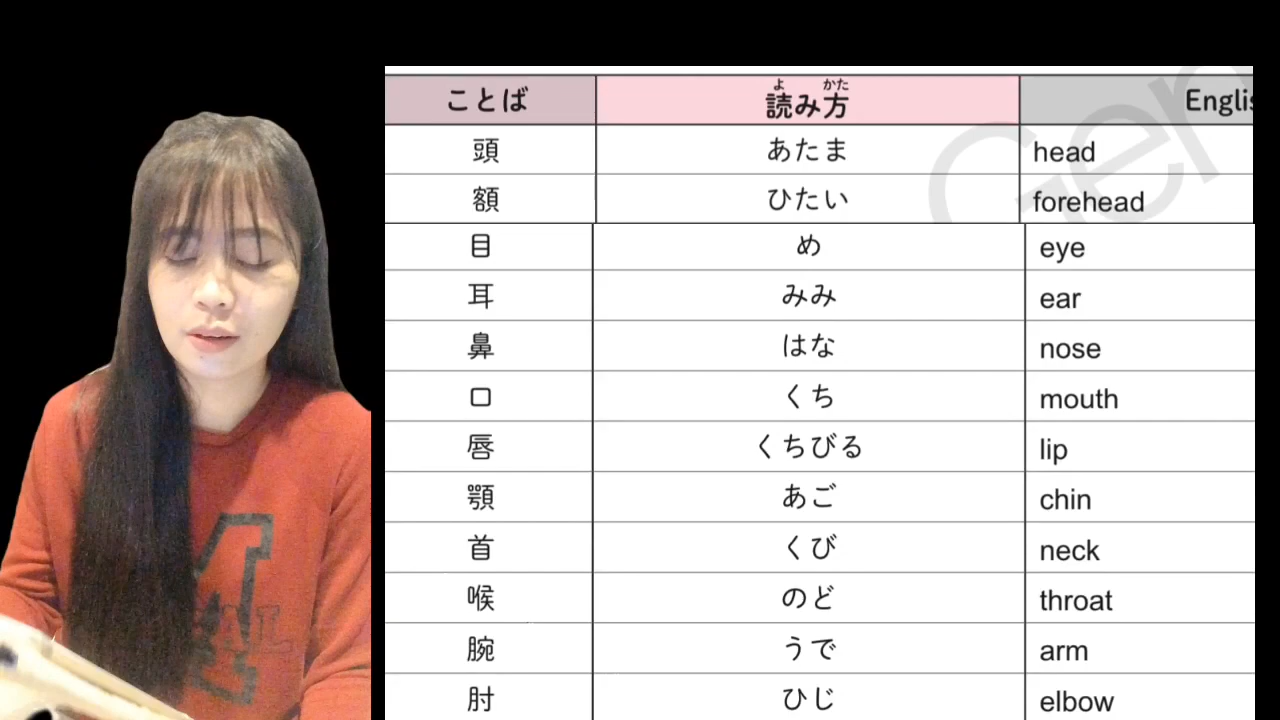 ことば 読み方 Englis
よ かた
頭 あたま head
額 ひたい forehead
目 め eye
耳 みみ ear
鼻 はな nose
口 くち mouth
唇 くちびる lip
顎 あご chin
首 くび neck
喉 のど throat
腕 うで arm
肘 ひじ elbow
Gen